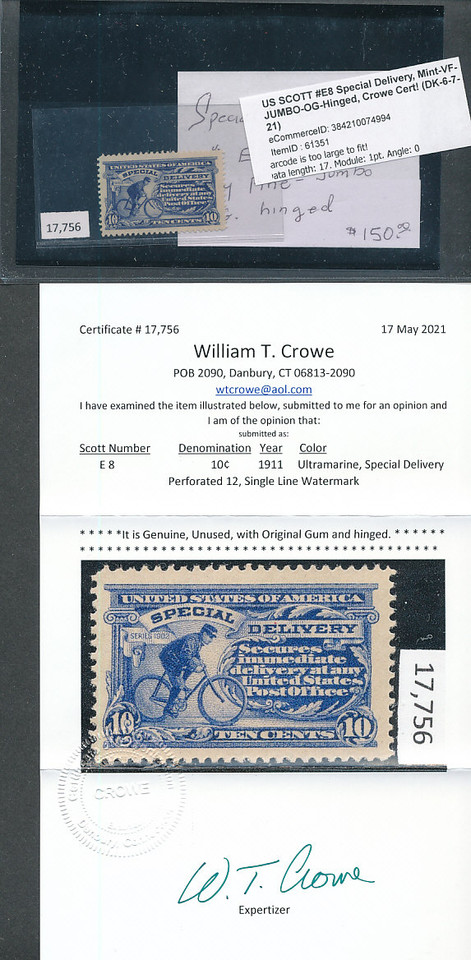 US SCOTT #E8 Special Delivery, Mint-VF-
JUMBO-OG-Hinged, Crowe Cert! (DK-6-7-
21)
eCommerceID: 384210074994
ItemID : 61351
arcode is too large to fit!
ata length: 17. Module: 1pt. Angle: 0
Specia
E
Fine - Jumbo
hinged
$150.00
UNITED STATES OF AMERICA
SPECIAL
DELIVERY
Secures
immediate
delivery at any
United States
Post Office
10
10
17,756
Certificate # 17,756
17 May 2021
William T. Crowe
POB 2090, Danbury, CT 06813-2090
wtcrowe@aol.com
I have examined the item illustrated below, submitted to me for an opinion and
I am of the opinion that:
submitted as:
Scott Number Denomination Year Color
E 8 10¢ 1911 Ultramarine, Special Delivery
Perforated 12, Single Line Watermark
* * * * *It is Genuine, Unused, with Original Gum and hinged. * * * * * *
UNITED STATES OF AMERICA
SPECIAL
DELIVERY
SERIES 1902
Secures
immediate
delivery at any
United States
Post Office
10
10
TEN CENTS
17,756
CROWE
W. T. Crowe
Expertizer